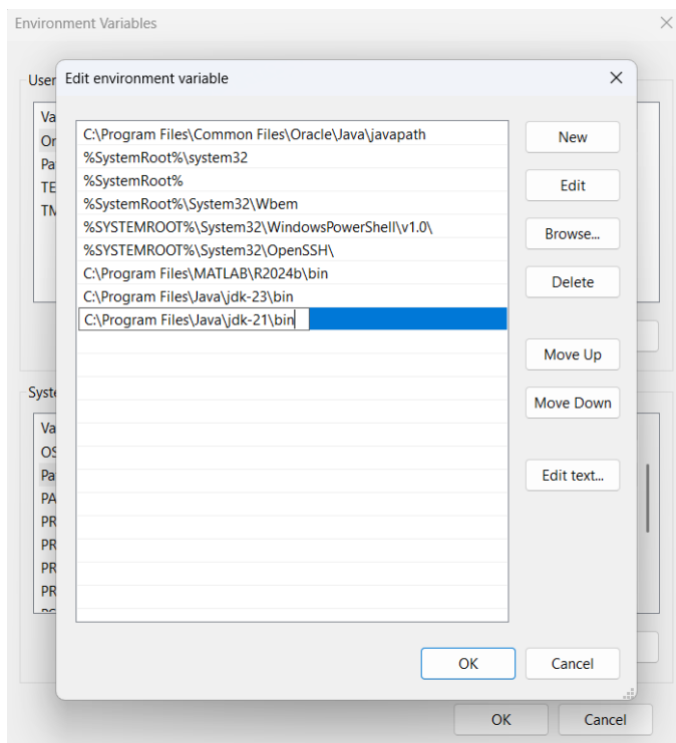 Environment Variables
User
Edit environment variable
Va
Or
Pa
TE
TM
C:\Program Files\Common Files\Oracle\Java\javapath
%SystemRoot%\system32
%SystemRoot%
%SystemRoot%\System32\Wbem
%SYSTEMROOT%\System32\WindowsPowerShell\v1.0\
%SYSTEMROOT%\System32\OpenSSH\
C:\Program Files\MATLAB\R2024b\bin
C:\Program Files\Java\jdk-23\bin
C:\Program Files\Java\jdk-21\bin
New
Edit
Browse...
Delete
Move Up
Move Down
Edit text...
Syste
Va
OS
Pa
PA
PR
PR
PR
PR
OK
Cancel
OK
Cancel